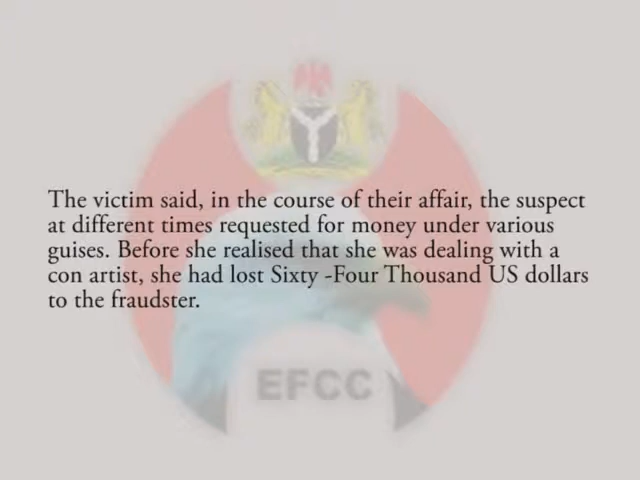 The victim said, in the course of their affair, the suspect
at different times requested for money under various
guises. Before she realised that she was dealing with a
con artist, she had lost Sixty -Four Thousand US dollars
to the fraudster.
EFCC